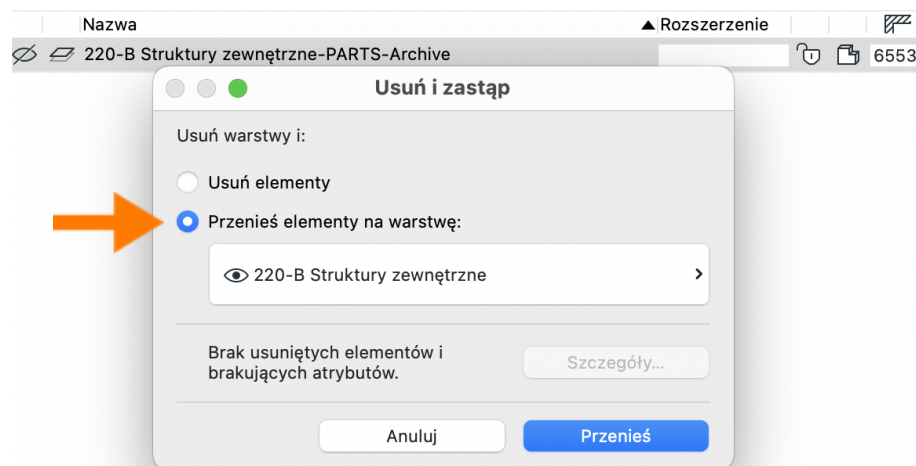 Nazwa ▲ Rozszerzenie
220-B Struktury zewnętrzne-PARTS-Archive 6553
Usuń i zastąp
Usuń warstwy i:
Usuń elementy
Przenieś elementy na warstwę:
220-B Struktury zewnętrzne
Brak usuniętych elementów i
brakujących atrybutów.
Szczegóły...
Anuluj Przenieś